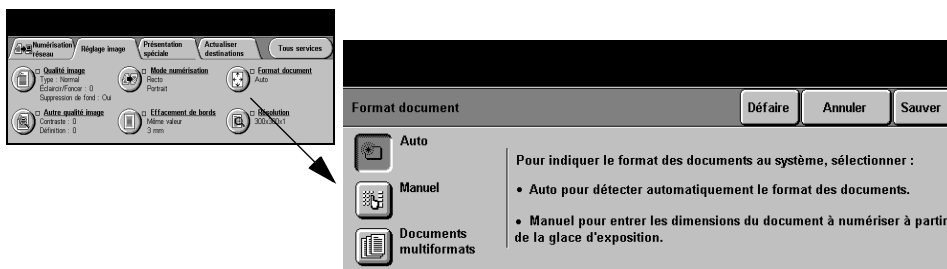 Numérisation réseau
Réglage image
Présentation spéciale
Actualiser destinations
Tous services
Qualité image
Type : Normal
Éclaircir/Foncer : 0
Suppression de fond : Oui
Mode numérisation
Recto
Portrait
Format document
Auto
Autre qualité image
Contraste : 0
Définition : 0
Effacement de bords
Même valeur
3 mm
Résolution
300x300x1
Format document
Défaire
Annuler
Sauver
Auto
Manuel
Documents
multiformats
Pour indiquer le format des documents au système, sélectionner :
• Auto pour détecter automatiquement le format des documents.
• Manuel pour entrer les dimensions du document à numériser à partir
de la glace d'exposition.